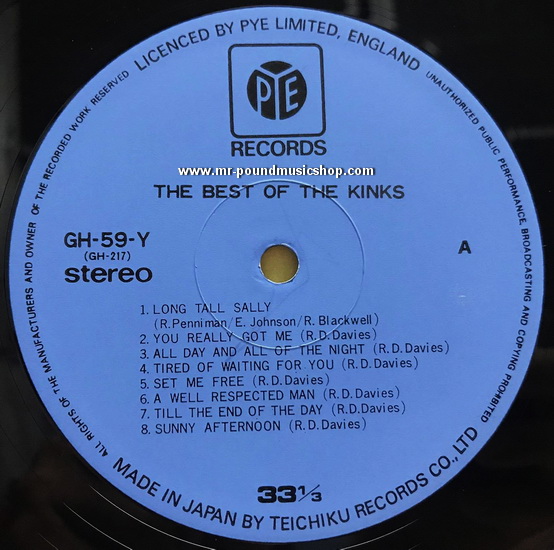 LICENCED BY PYE LIMITED, ENGLAND
UNAUTHORIZED PUBLIC PERFORMANCE, BROADCASTING AND COPYING PROHIBITED
ALL RIGHTS OF THE MANUFACTURERS AND OWNER OF THE RECORDED WORK RESERVED
PYE
RECORDS
www.mr-poundmusicshop.com
THE BEST OF THE KINKS
GH-59-Y
(GH-217)
stereo
A
1. LONG TALL SALLY
(R.Penniman/E. Johnson/R. Blackwell)
2. YOU REALLY GOT ME (R.D.Davies)
3. ALL DAY AND ALL OF THE NIGHT (R.D.Davies)
4. TIRED OF WAITING FOR YOU (R.D.Davies)
5. SET ME FREE (R.D.Davies)
6. A WELL RESPECTED MAN (R.D.Davies)
7. TILL THE END OF THE DAY (R.D.Davies)
8. SUNNY AFTERNOON (R.D.Davies)
33 1/3
MADE IN JAPAN BY TEICHIKU RECORDS CO., LTD